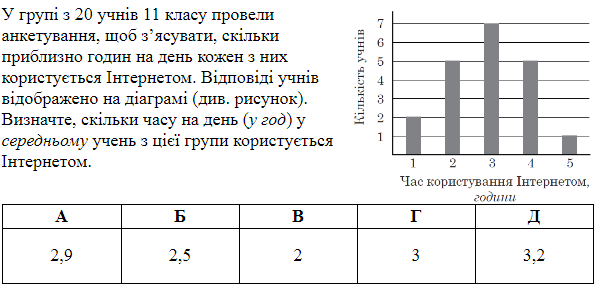 У групі з 20 учнів 11 класу провели
анкетування, щоб з’ясувати, скільки
приблизно годин на день кожен з них
користується Інтернетом. Відповіді учнів
відображено на діаграмі (див. рисунок).
Визначте, скільки часу на день (у год) у
середньому учень з цієї групи користується
Інтернетом.
Кількість учнів
7
6
5
4
3
2
1
1 2 3 4 5
Час користування Інтернетом,
години
А Б В Г Д
2,9 2,5 2 3 3,2